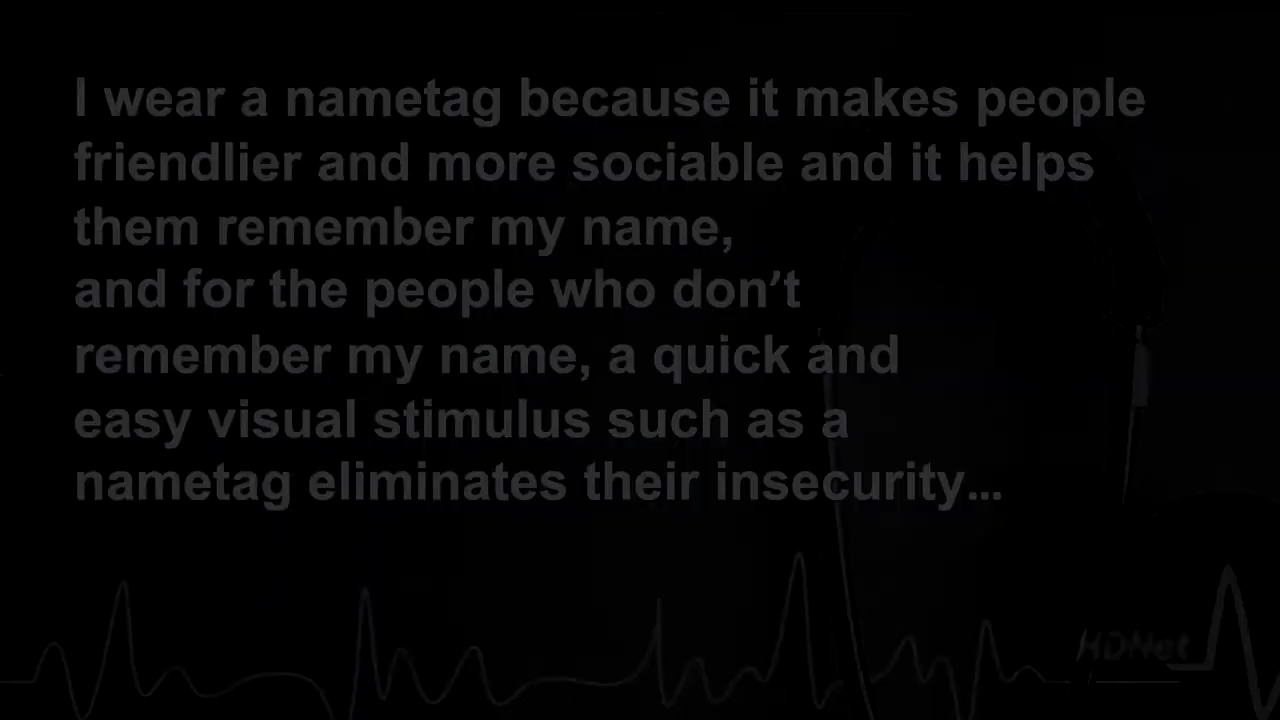 I wear a nametag because it makes people
friendlier and more sociable and it helps
them remember my name,
and for the people who don’t
remember my name, a quick and
easy visual stimulus such as a
nametag eliminates their insecurity...
HDNet